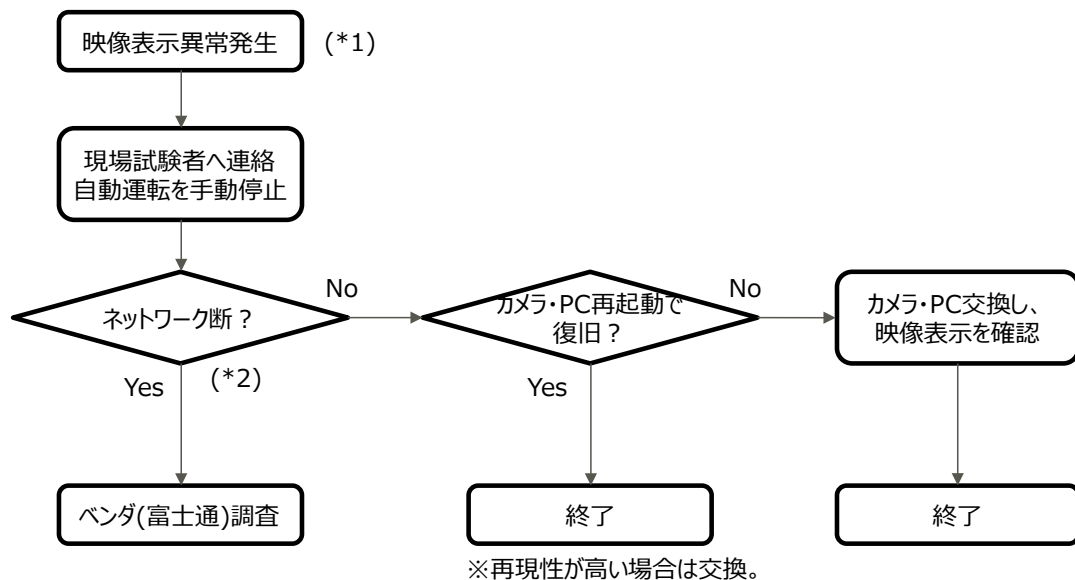 映像表示異常発生
(*1)
現場試験者へ連絡
自動運転を手動停止
ネットワーク断？
No
カメラ・PC再起動で
復旧？
No
カメラ・PC交換し、
映像表示を確認
Yes
(*2)
Yes
ベンダ(富士通)調査
終了
終了
※再現性が高い場合は交換。